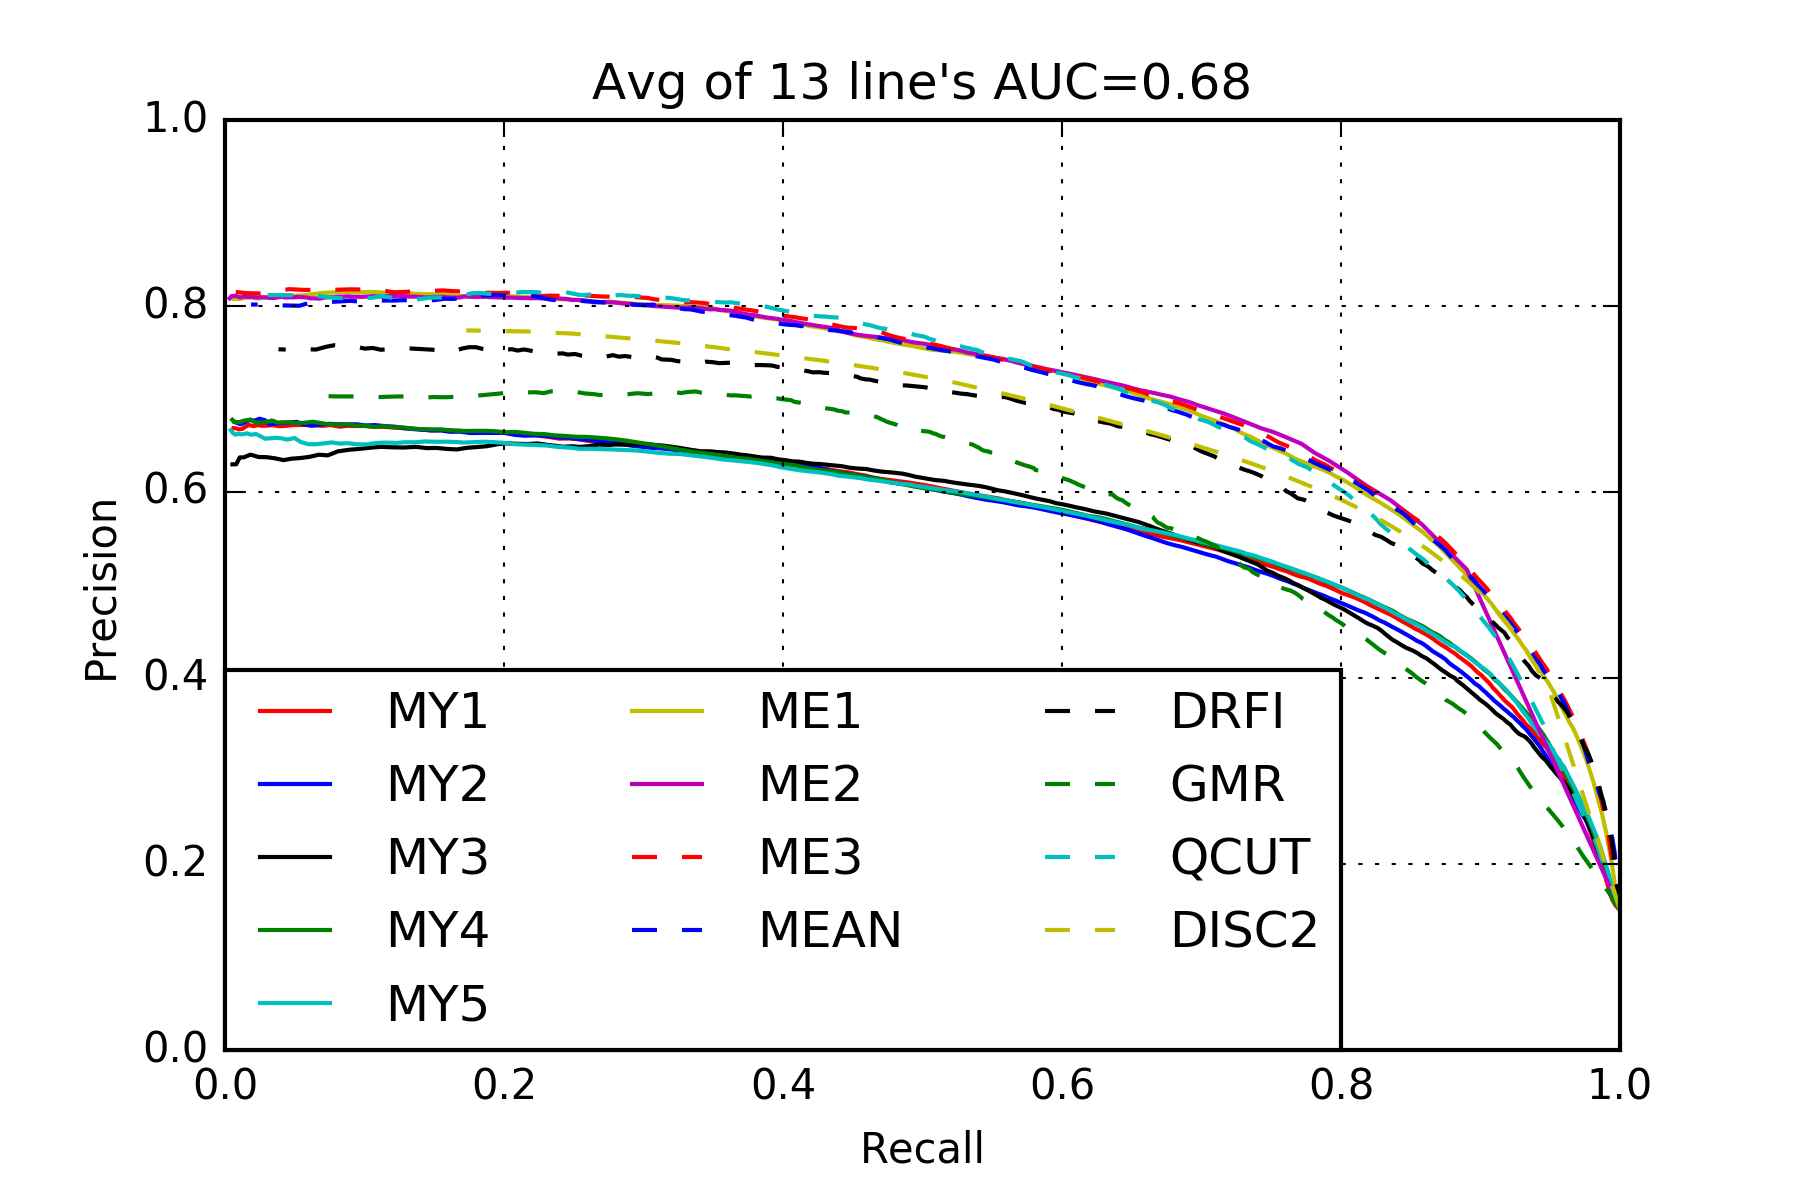 Avg of 13 line's AUC=0.68
1.0
0.8
0.6
0.4
0.2
0.0
Precision
MY1 ME1 DRFI
MY2 ME2 GMR
MY3 ME3 QCUT
MY4 MEAN DISC2
MY5
0.0 0.2 0.4 0.6 0.8 1.0
Recall